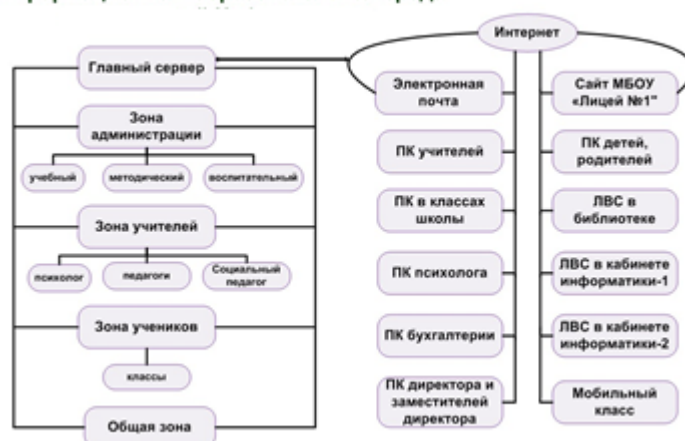 Интернет
Главный сервер
Зона
администрации
учебный
методический
воспитательный
Зона учителей
психолог
педагоги
Социальный
педагог
Зона учеников
классы
Общая зона
Электронная
почта
ПК учителей
ПК в классах
школы
ПК психолога
ПК бухгалтерии
ПК директора и
заместителей
директора
Сайт МБОУ
«Лицей №1"
ПК детей,
родителей
ЛВС в
библиотеке
ЛВС в кабинете
информатики-1
ЛВС в кабинете
информатики-2
Мобильный
класс